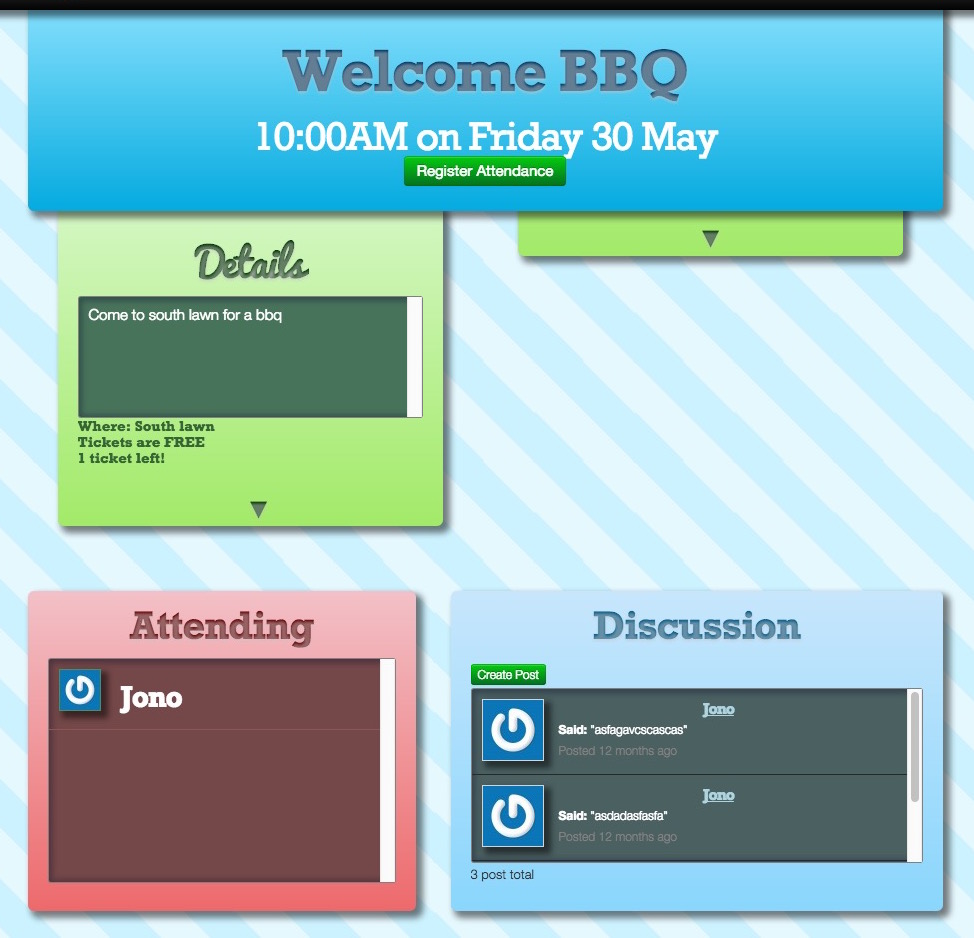 Welcome BBQ
10:00AM on Friday 30 May
Register Attendance
Details
Come to south lawn for a bbq
Where: South lawn
Tickets are FREE
1 ticket left!
Attending
Jono
Discussion
Create Post
Jono
Said: "asfagavcscascas"
Posted 12 months ago
Jono
Said: "asdadasfasfa"
Posted 12 months ago
3 post total